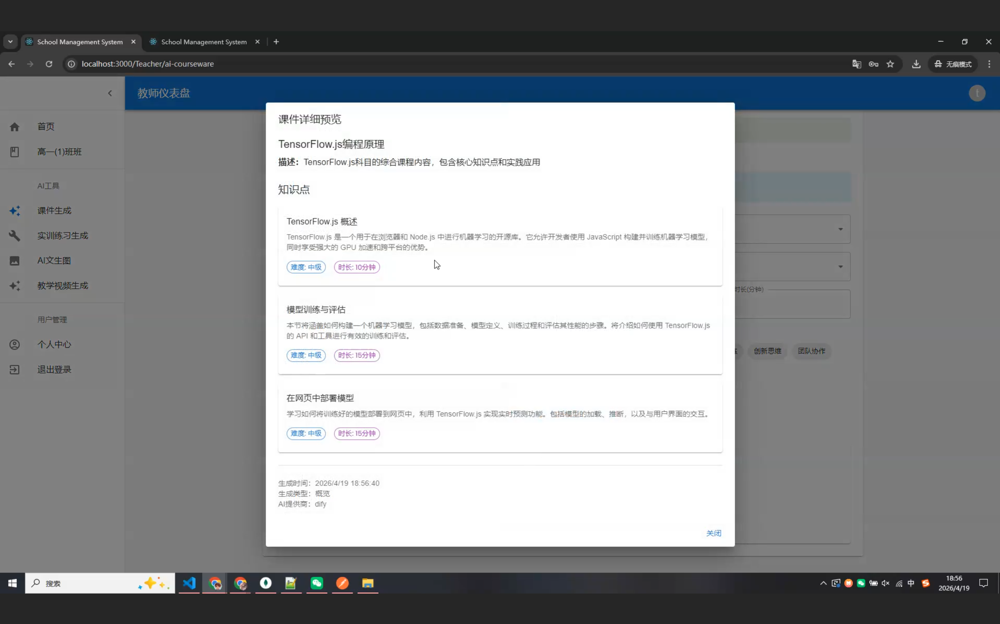 School Management System
School Management System
localhost:3000/Teacher/ai-courseware
无痕模式
教师仪表盘
t
首页
高一(1)班班
AI工具
课件生成
实训练习生成
AI文生图
教学视频生成
用户管理
个人中心
退出登录
课件详细预览
TensorFlow.js编程原理
描述：TensorFlow.js科目的综合课程内容，包含核心知识点和实践应用
知识点
TensorFlow.js 概述
TensorFlow.js 是一个用于在浏览器和 Node.js 中进行机器学习的开源库。它允许开发者使用 JavaScript 构建并训练机器学习模型，
同时享受强大的 GPU 加速和跨平台的优势。
难度: 中级
时长: 10分钟
模型训练与评估
本节将涵盖如何构建一个机器学习模型，包括数据准备、模型定义、训练过程和评估其性能的步骤。将介绍如何使用 TensorFlow.js
的 API 和工具进行有效的训练和评估。
难度: 中级
时长: 15分钟
在网页中部署模型
学习如何将训练好的模型部署到网页中，利用 TensorFlow.js 实现实时预测功能。包括模型的加载、推断，以及与用户界面的交互。
难度: 中级
时长: 15分钟
生成时间：2026/4/19 18:56:40
生成类型：概览
AI提供商：dify
关闭
时长(分钟)
创新思维
团队协作
搜索
中
18:56
2026/4/19